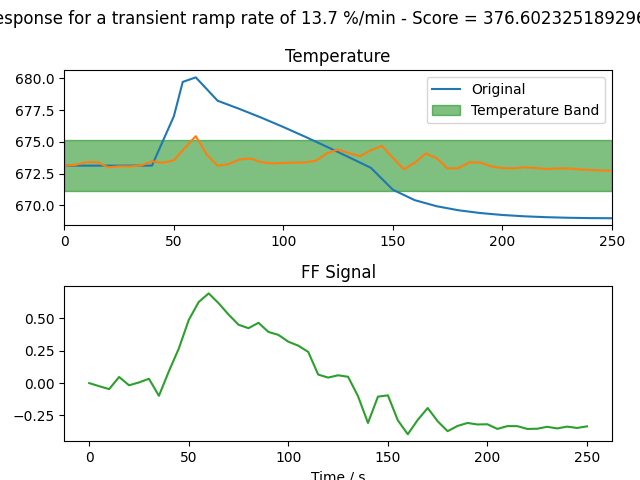 esponse for a transient ramp rate of 13.7 %/min - Score = 376.602325189296
Temperature
680.0
677.5
675.0
672.5
670.0
Original
Temperature Band
0 50 100 150 200 250
FF Signal
0.50
0.25
0.00
−0.25
0 50 100 150 200 250
Time / s